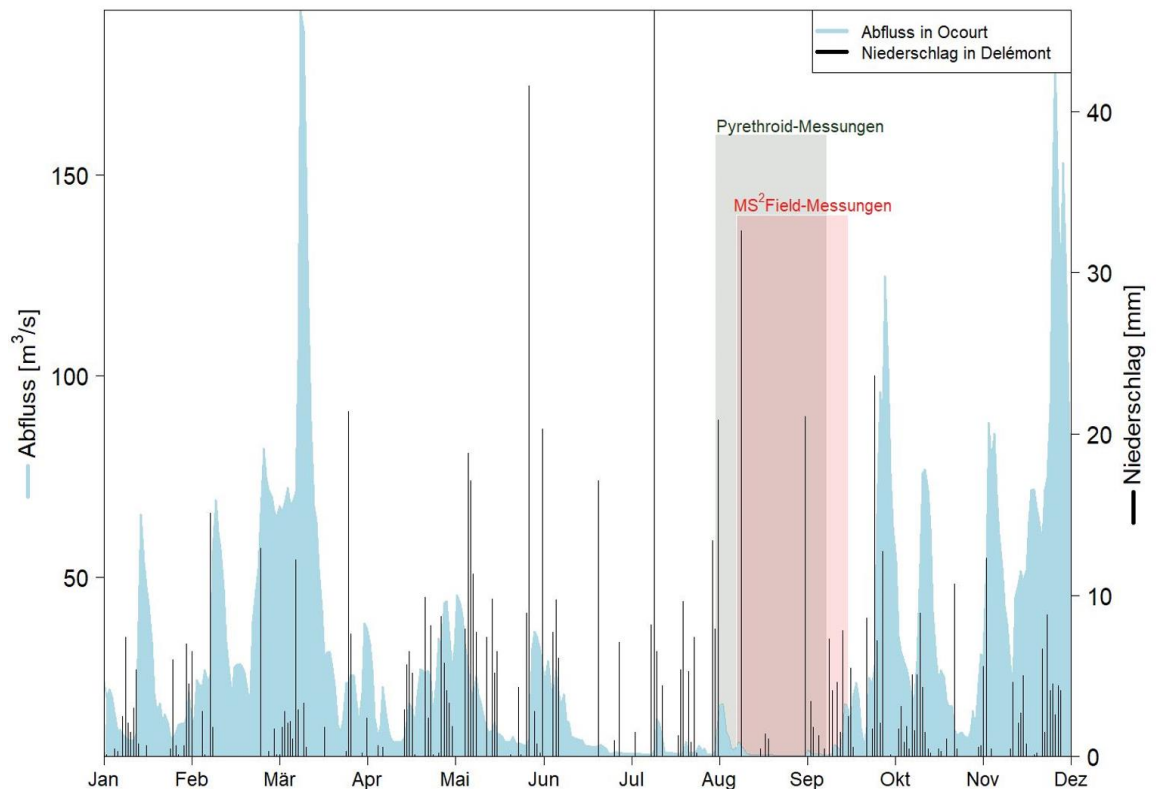 Abfluss in Ocourt
Niederschlag in Delémont
Pyrethroid-Messungen
MS²Field-Messungen
Abfluss [m³/s]
150
100
50
Niederschlag [mm]
40
30
20
10
0
Jan Feb Mär Apr Mai Jun Jul Aug Sep Okt Nov Dez